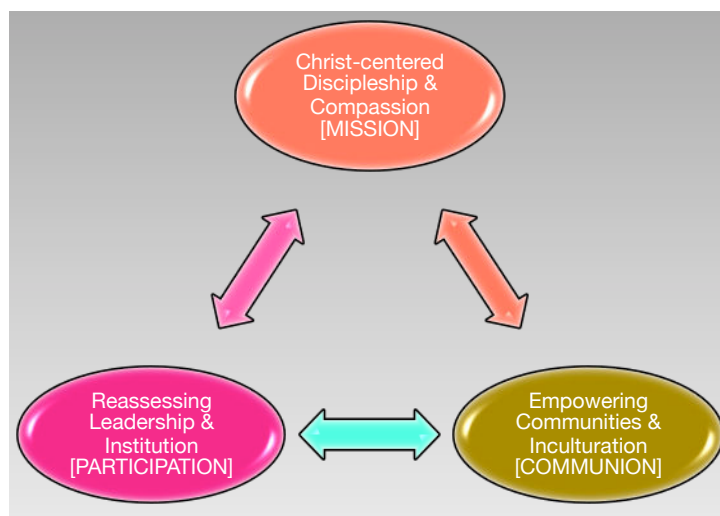 Christ-centered
Discipleship &
Compassion
[MISSION]
Reassessing
Leadership &
Institution
[PARTICIPATION]
Empowering
Communities &
Inculturation
[COMMUNION]